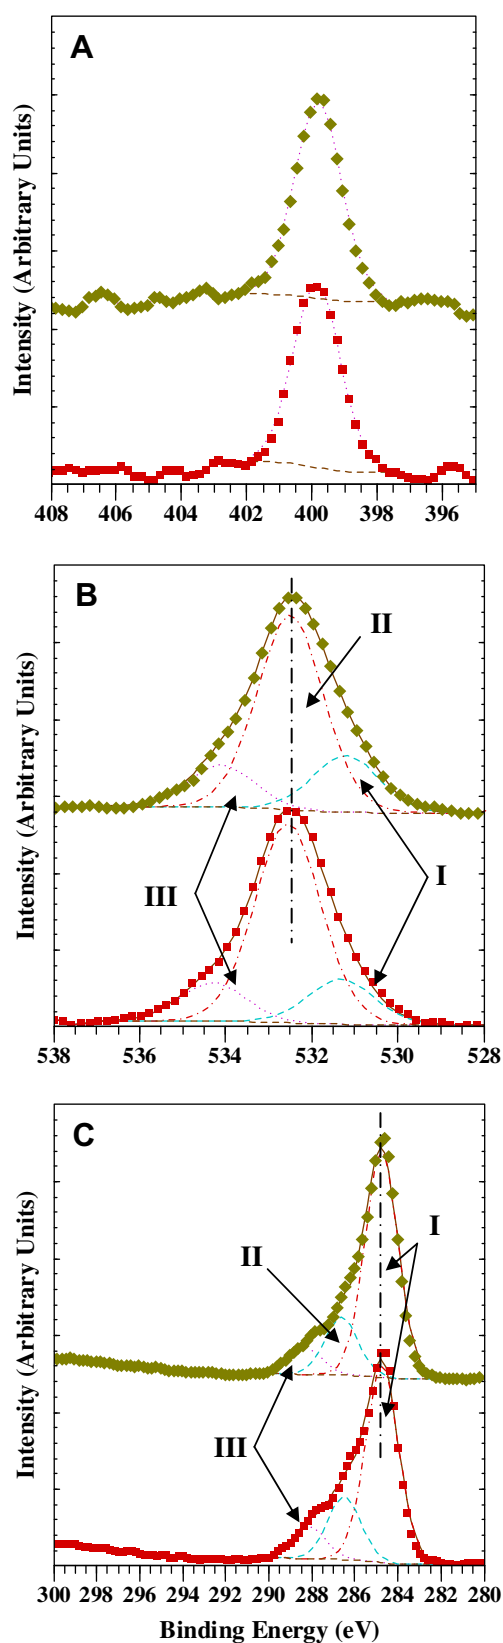 A
Intensity (Arbitrary Units)
408 406 404 402 400 398 396
B
II
I
III
Intensity (Arbitrary Units)
538 536 534 532 530 528
C
I
II
III
Intensity (Arbitrary Units)
300 298 296 294 292 290 288 286 284 282 280
Binding Energy (eV)